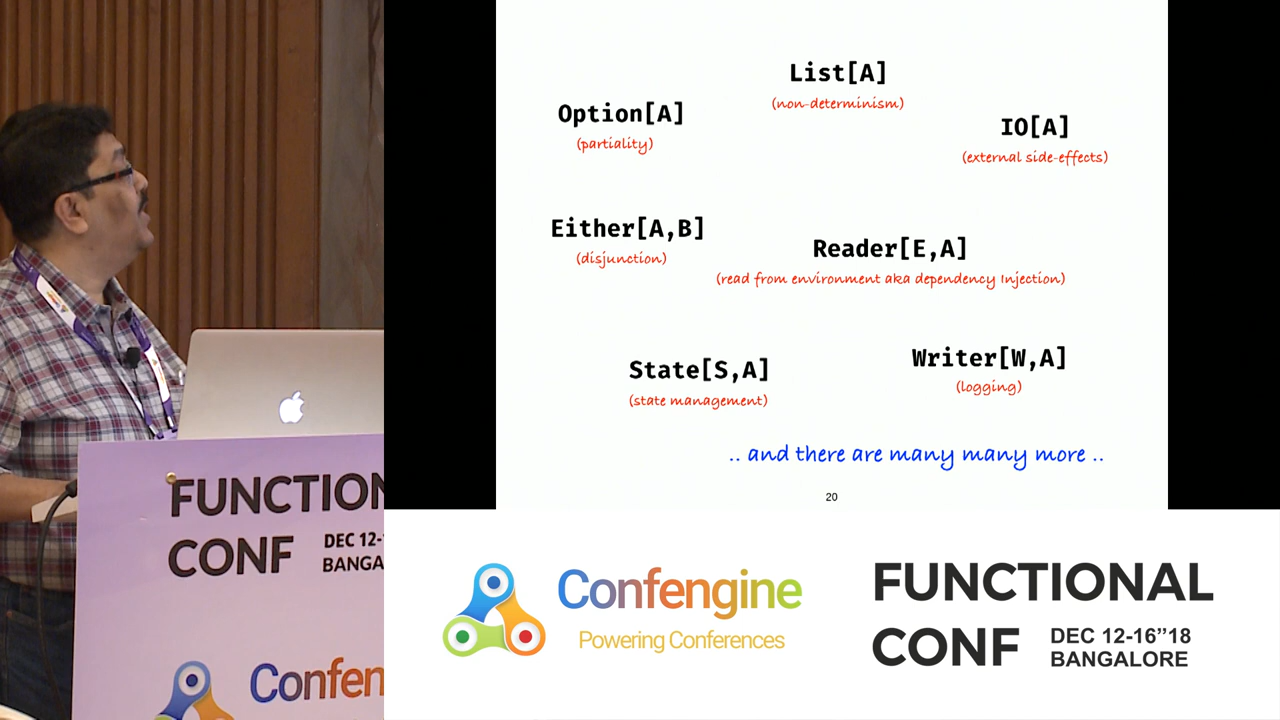 List[A]
(non-determinism)
Option[A]
(partiality)
IO[A]
(external side-effects)
Either[A,B]
(disjunction)
Reader[E,A]
(read from environment aka dependency Injection)
State[S,A]
(state management)
Writer[W,A]
(logging)
.. and there are many many more ..
20
FUNCTION
CONF
DEC 12-
BANGA
Confen
Confengine
Powering Conferences
FUNCTIONAL
CONF
DEC 12-16”18
BANGALORE